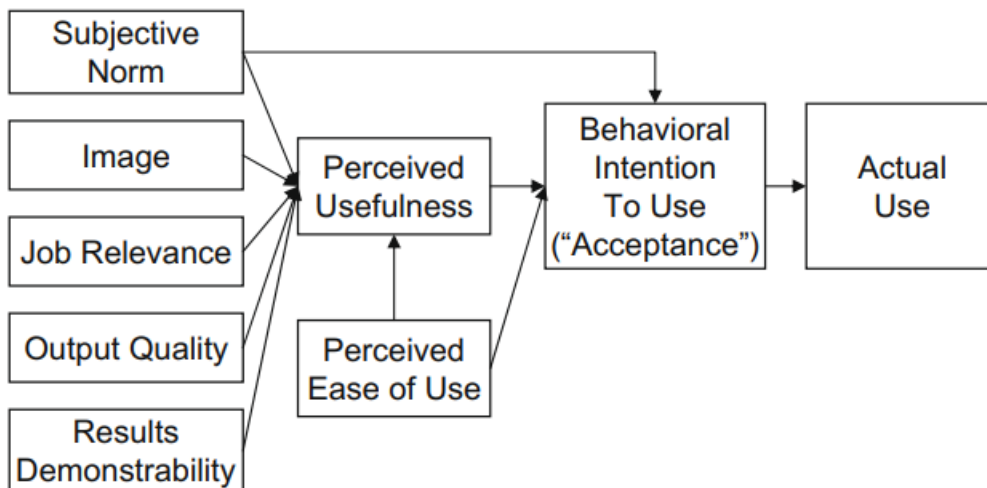 Subjective
Norm
Image
Job Relevance
Output Quality
Results
Demonstrability
Perceived
Usefulness
Perceived
Ease of Use
Behavioral
Intention
To Use
(“Acceptance”)
Actual
Use